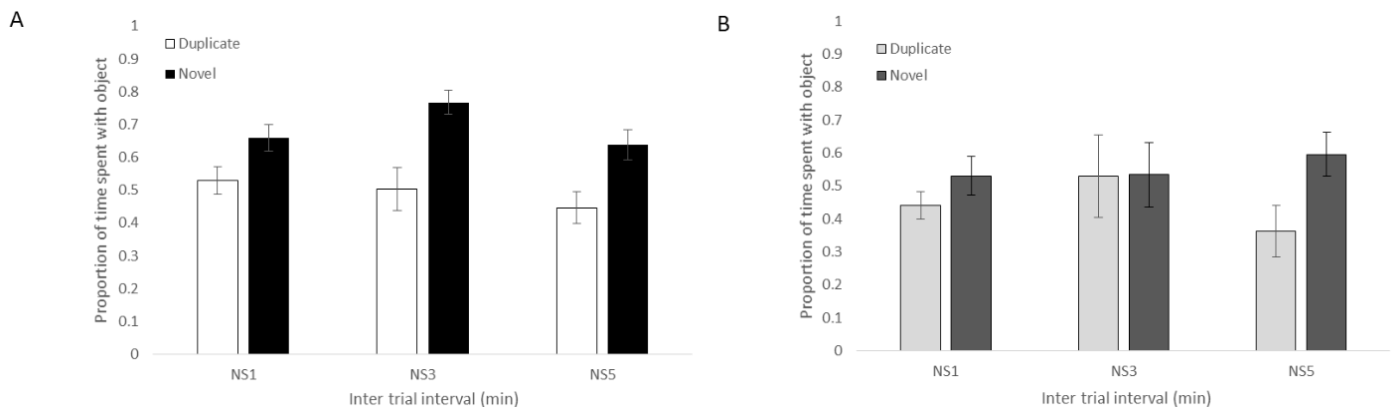 A
Proportion of time spent with object
1
0.9
0.8
0.7
0.6
0.5
0.4
0.3
0.2
0.1
0
Duplicate
Novel
NS1 NS3 NS5
Inter trial interval (min)
B
Proportion of time spent with object
1
0.9
0.8
0.7
0.6
0.5
0.4
0.3
0.2
0.1
0
Duplicate
Novel
NS1 NS3 NS5
Inter trial interval (min)